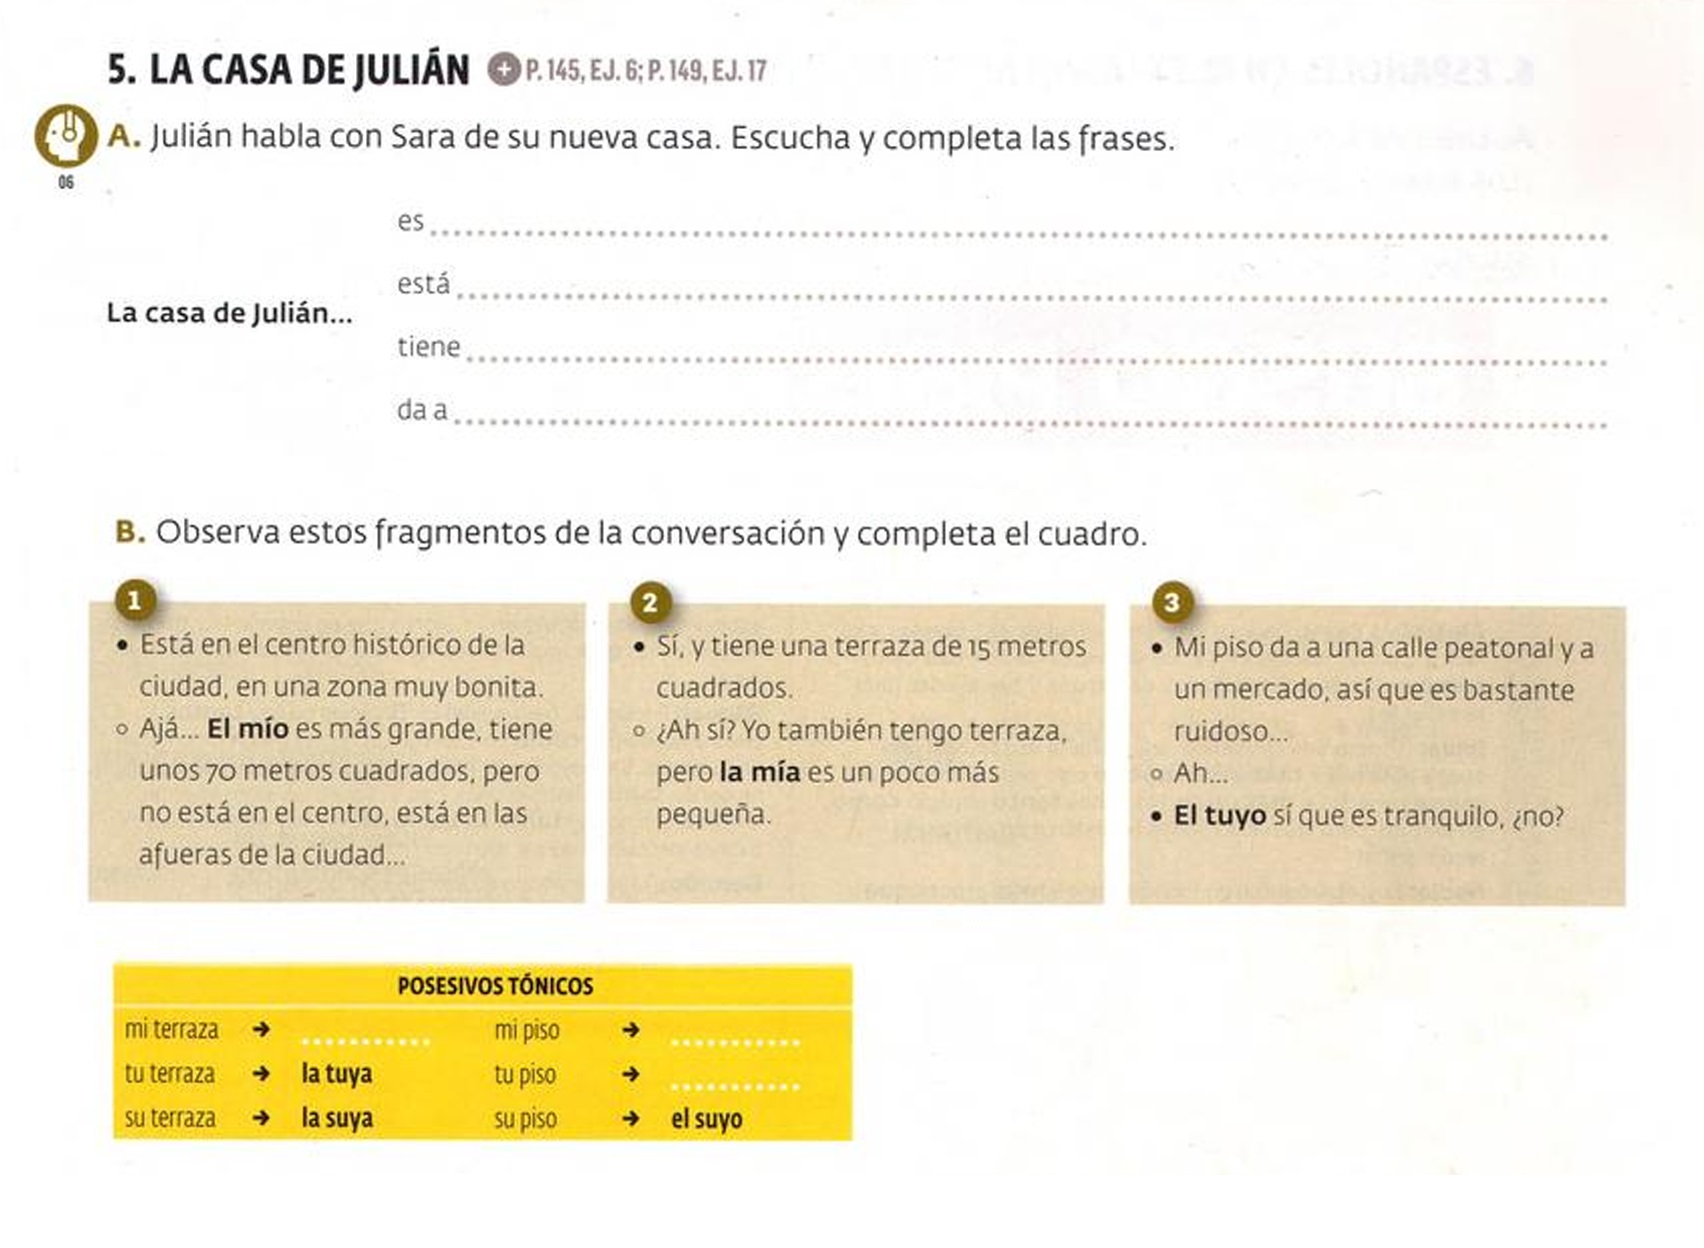 5. LA CASA DE JULIÁN + P. 145, EJ. 6; P. 149, EJ. 17
A. Julián habla con Sara de su nueva casa. Escucha y completa las frases.
06
La casa de Julián...
es
está
tiene
da a
B. Observa estos fragmentos de la conversación y completa el cuadro.
1
• Está en el centro histórico de la
ciudad, en una zona muy bonita.
○ Ajá... El mío es más grande, tiene
unos 70 metros cuadrados, pero
no está en el centro, está en las
afueras de la ciudad...
2
• Sí, y tiene una terraza de 15 metros
cuadrados.
○ ¿Ah sí? Yo también tengo terraza,
pero la mía es un poco más
pequeña.
3
• Mi piso da a una calle peatonal y a
un mercado, así que es bastante
ruidoso...
○ Ah...
• El tuyo sí que es tranquilo, ¿no?
POSESIVOS TÓNICOS
mi terraza → ........... mi piso → ...........
tu terraza → la tuya tu piso → ...........
su terraza → la suya su piso → el suyo